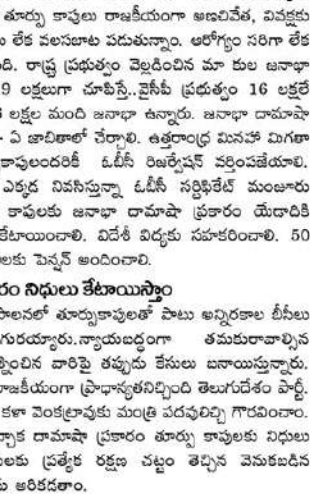 తూర్పు కాపులు రాజకీయంగా అణచివేత, వివక్షకు
లేక వలసబాట పడుతున్నాం. ఆరోగ్యం సరిగా లేక
ది. రాష్ట్ర ప్రభుత్వం వెల్లడించిన మా కుల జనాభా
9 లక్షలుగా చూపిస్తే..వైసీపీ ప్రభుత్వం 16 లక్షలే
లక్షల మంది జనాభా ఉన్నారు. జనాభా దామాషా
- ఏ జాబితాలో చేర్చాలి. ఉత్తరాంధ్ర మినహా మిగతా
కాపులందరికీ ఓబీసీ రిజర్వేషన్ వర్తింపజేయాలి.
ఎక్కడ నివసిస్తున్నా ఓబీసీ సర్టిఫికేట్ మంజూరు
కాపులకు జనాభా దామాషా ప్రకారం యేడాదికి
కేటాయించాలి. విదేశీ విద్యకు సహకరించాలి. 50
లకు పెన్షన్ అందించాలి.
రం నిధులు కేటాయిస్తాం
పాలనలో తూర్పుకాపులతో పాటు అన్నిరకాల బీసీలు
గురయ్యారు.న్యాయబద్ధంగా తమకురావాల్సిన
్నించిన వారిపై తప్పుడు కేసులు బనాయిస్తున్నారు.
రాజకీయంగా ప్రాధాన్యతనిచ్చింది తెలుగుదేశం పార్టీ.
కళా వెంకట్రావుకు మంత్రి పదవులిచ్చి గౌరవించాం.
చ్చాక దామాషా ప్రకారం తూర్పు కాపులకు నిధులు
లకు ప్రత్యేక రక్షణ చట్టం తెచ్చిన వెనుకబడిన
ు అరికడతాం.